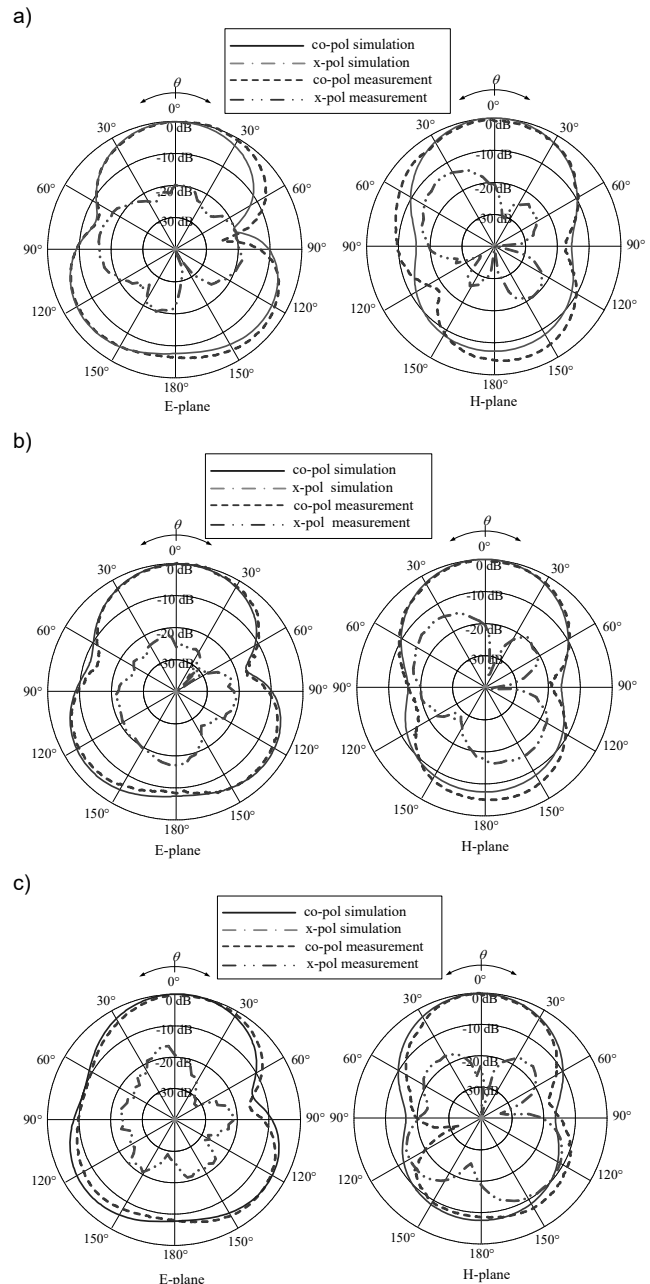 a)
co-pol simulation
x-pol simulation
co-pol measurement
x-pol measurement
θ
0°
30°
30°
60°
60°
90°
90°
120°
120°
150°
150°
180°
0 dB
-10 dB
-20 dB
30 dB
E-plane
θ
0°
30°
30°
60°
60°
90°
90°
120°
120°
150°
150°
180°
0 dB
-10 dB
-20 dB
30 dB
H-plane
b)
co-pol simulation
x-pol simulation
co-pol measurement
x-pol measurement
θ
0°
30°
30°
60°
60°
90°
90°
120°
120°
150°
150°
180°
0 dB
-10 dB
-20 dB
30 dB
E-plane
θ
0°
30°
30°
60°
60°
90°
90°
120°
120°
150°
150°
180°
0 dB
-10 dB
-20 dB
30 dB
H-plane
c)
co-pol simulation
x-pol simulation
co-pol measurement
x-pol measurement
θ
0°
30°
30°
60°
60°
90°
90°
120°
120°
150°
150°
180°
0 dB
-10 dB
-20 dB
30 dB
E-plane
θ
0°
30°
30°
60°
60°
90°
90°
120°
120°
150°
150°
180°
0 dB
-10 dB
-20 dB
30 dB
H-plane